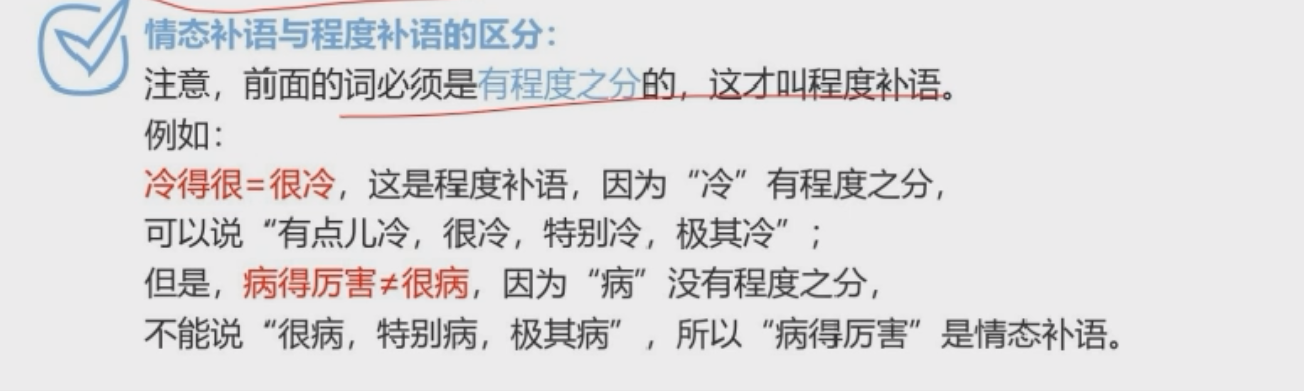 情态补语与程度补语的区分：
注意，前面的词必须是有程度之分的，这才叫程度补语。
例如：
冷得很=很冷，这是程度补语，因为“冷”有程度之分，
可以说“有点儿冷，很冷，特别冷，极其冷”；
但是，病得厉害≠很病，因为“病”没有程度之分，
不能说“很病，特别病，极其病”，所以“病得厉害”是情态补语。